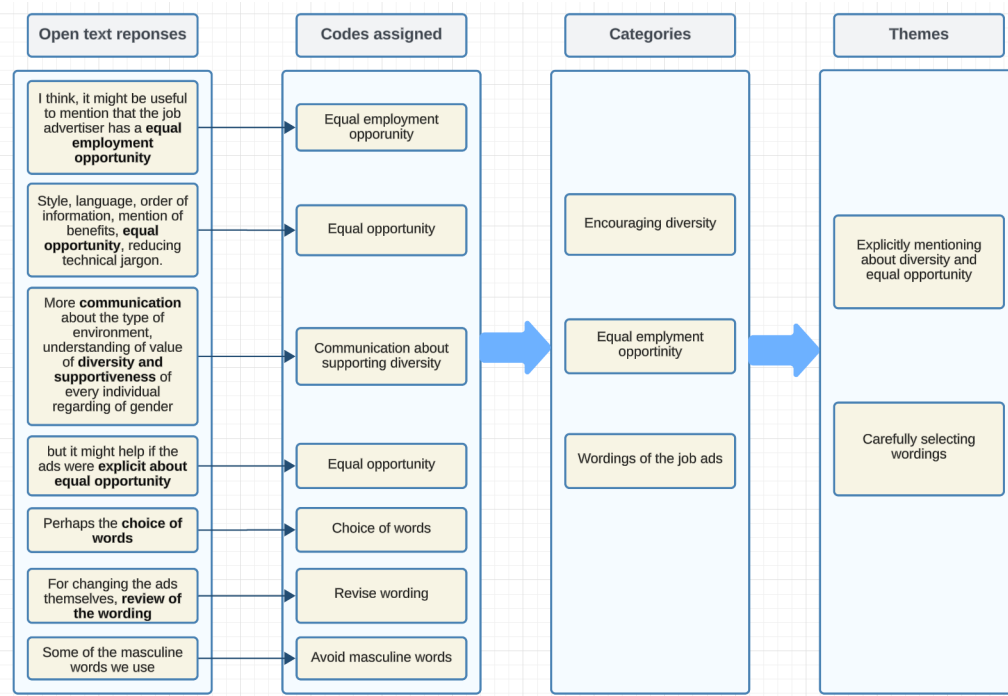 Open text reponses
Codes assigned
Categories
Themes
I think, it might be useful
to mention that the job
advertiser has a equal
employment
opportunity
Style, language, order of
information, mention of
benefits, equal
opportunity, reducing
technical jargon.
More communication
about the type of
environment,
understanding of value
of diversity and
supportiveness of
every individual
regarding of gender
but it might help if the
ads were explicit about
equal opportunity
Perhaps the choice of
words
For changing the ads
themselves, review of
the wording
Some of the masculine
words we use
Equal employment
opporunity
Equal opportunity
Communication about
supporting diversity
Equal opportunity
Choice of words
Revise wording
Avoid masculine words
Encouraging diversity
Equal emplyment
opportinity
Wordings of the job ads
Explicitly mentioning
about diversity and
equal opportunity
Carefully selecting
wordings